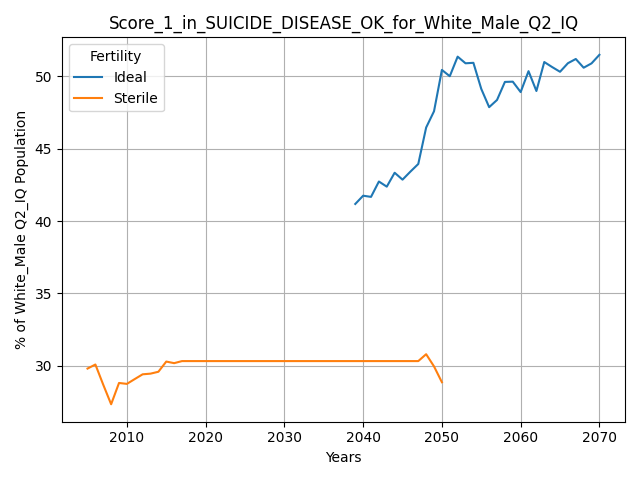 Score_1_in_SUICIDE_DISEASE_OK_for_White_Male_Q2_IQ
Fertility
Ideal
Sterile
% of White_Male Q2_IQ Population
50
45
40
35
30
2010 2020 2030 2040 2050 2060 2070
Years